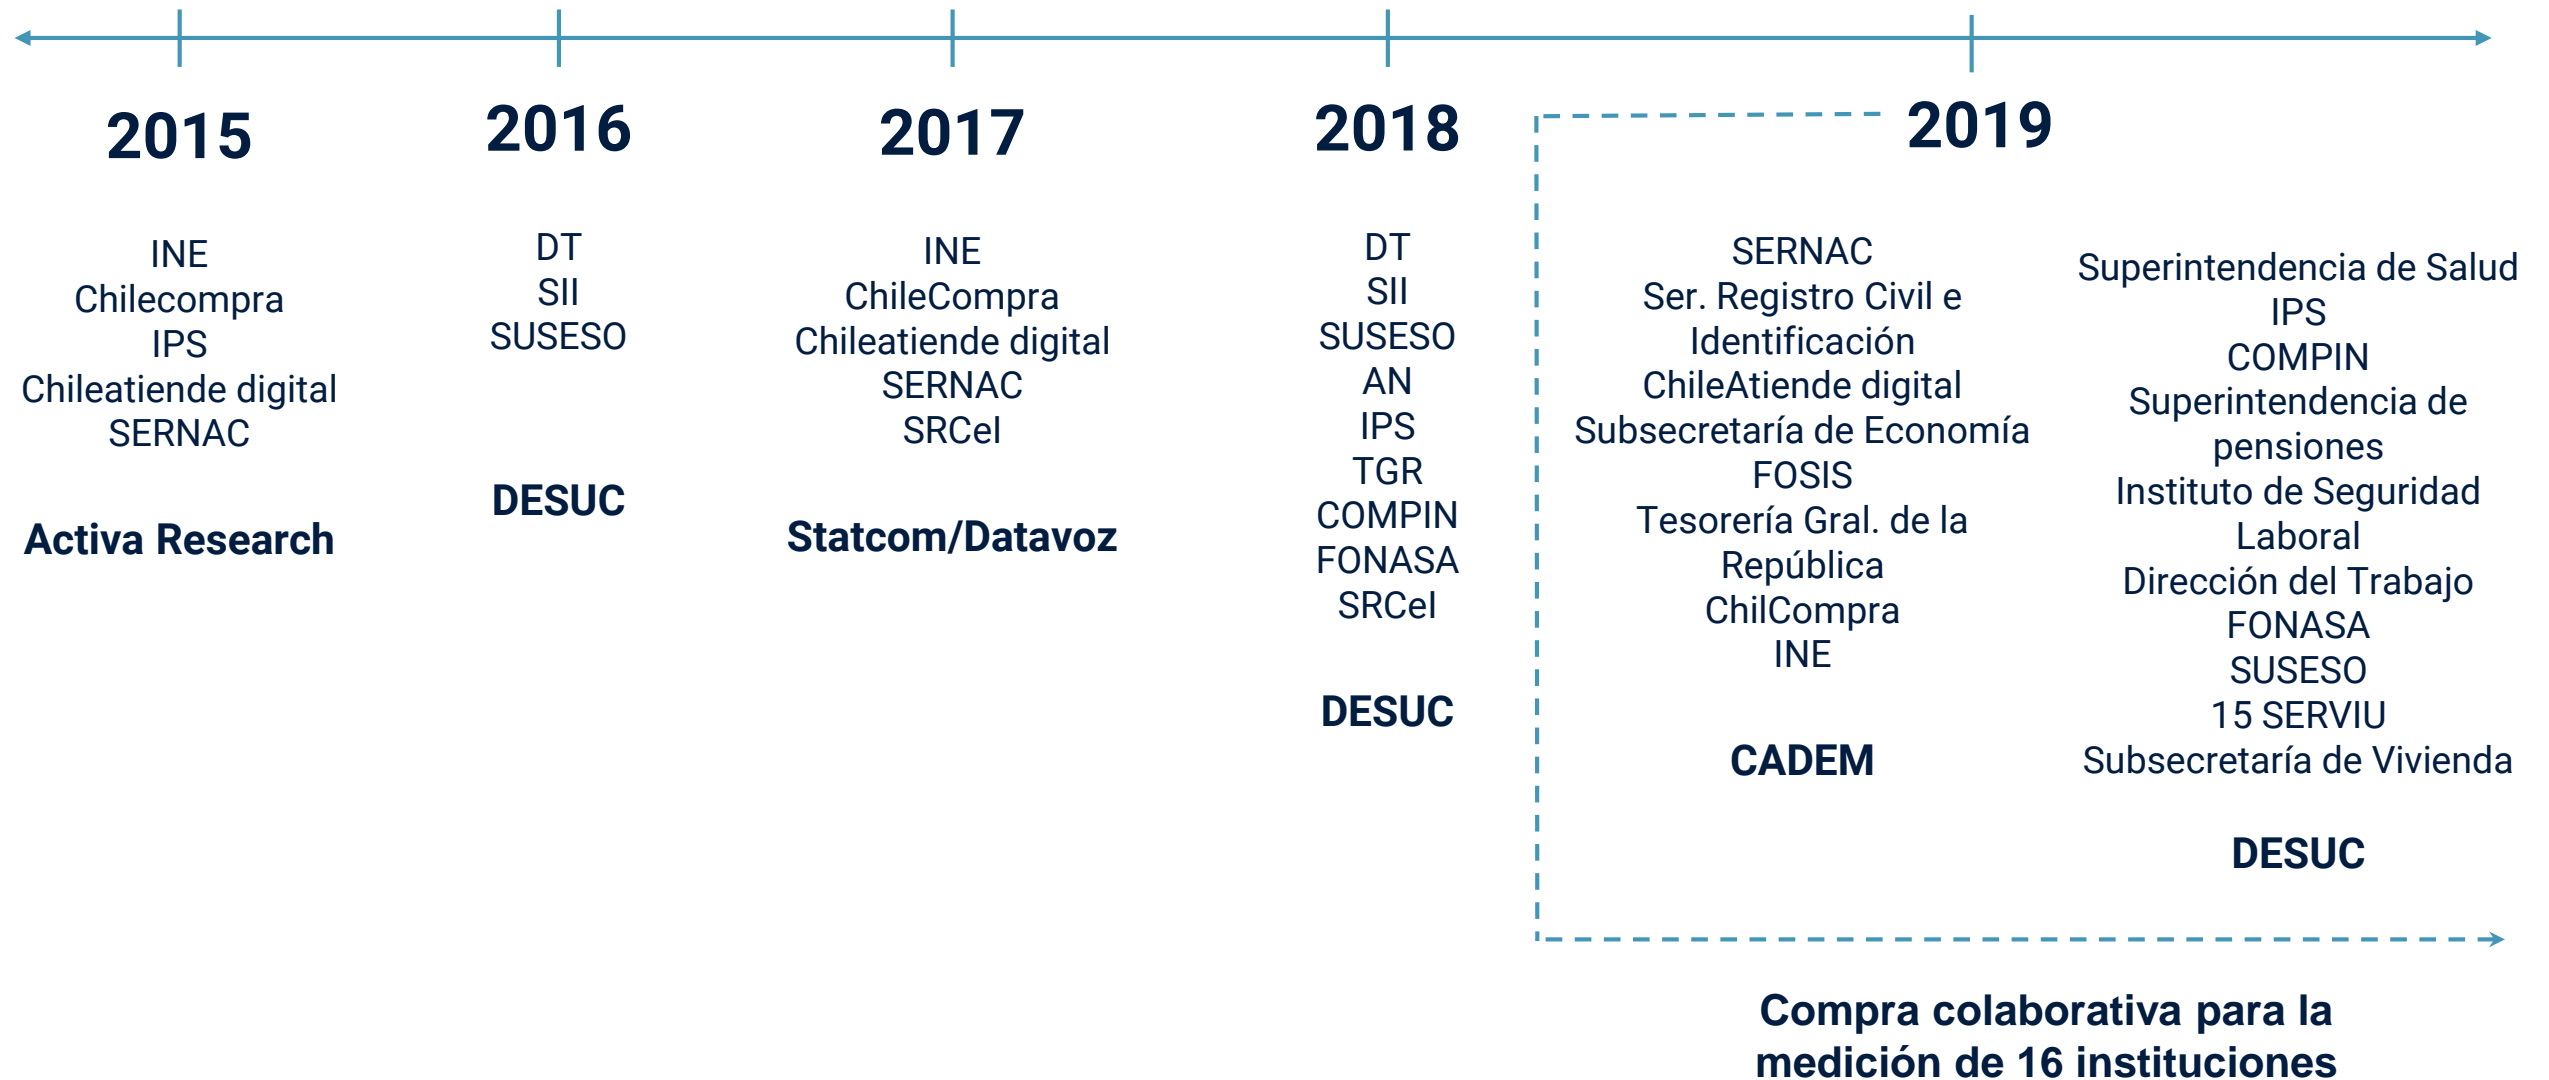 2015
INE
Chilecompra
IPS
Chileatiende digital
SERNAC
Activa Research
2016
DT
SII
SUSESO
DESUC
2017
INE
ChileCompra
Chileatiende digital
SERNAC
SRCeI
Statcom/Datavoz
2018
DT
SII
SUSESO
AN
IPS
TGR
COMPIN
FONASA
SRCeI
DESUC
2019
SERNAC
Ser. Registro Civil e
Identificación
ChileAtiende digital
Subsecretaría de Economía
FOSIS
Tesorería Gral. de la
República
ChilCompra
INE
CADEM
Superintendencia de Salud
IPS
COMPIN
Superintendencia de
pensiones
Instituto de Seguridad
Laboral
Dirección del Trabajo
FONASA
SUSESO
15 SERVIU
Subsecretaría de Vivienda
DESUC
Compra colaborativa para la
medición de 16 instituciones